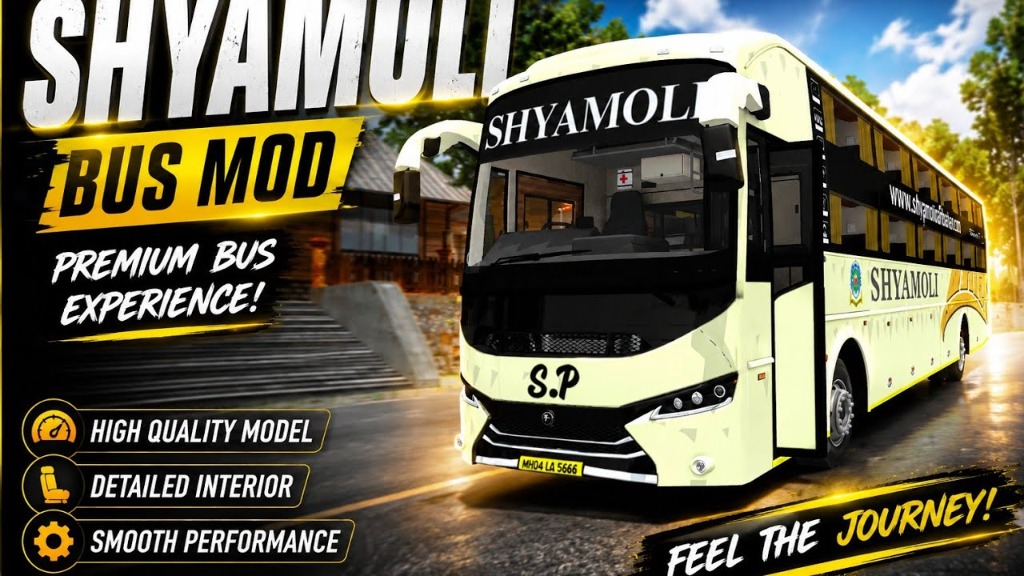 SHYAMOLI
BUS MOD
PREMIUM BUS
EXPERIENCE!
HIGH QUALITY MODEL
DETAILED INTERIOR
SMOOTH PERFORMANCE
SHYAMOLI
S.P
MH04 LA 5666
SHYAMOLI
FEEL THE JOURNEY!